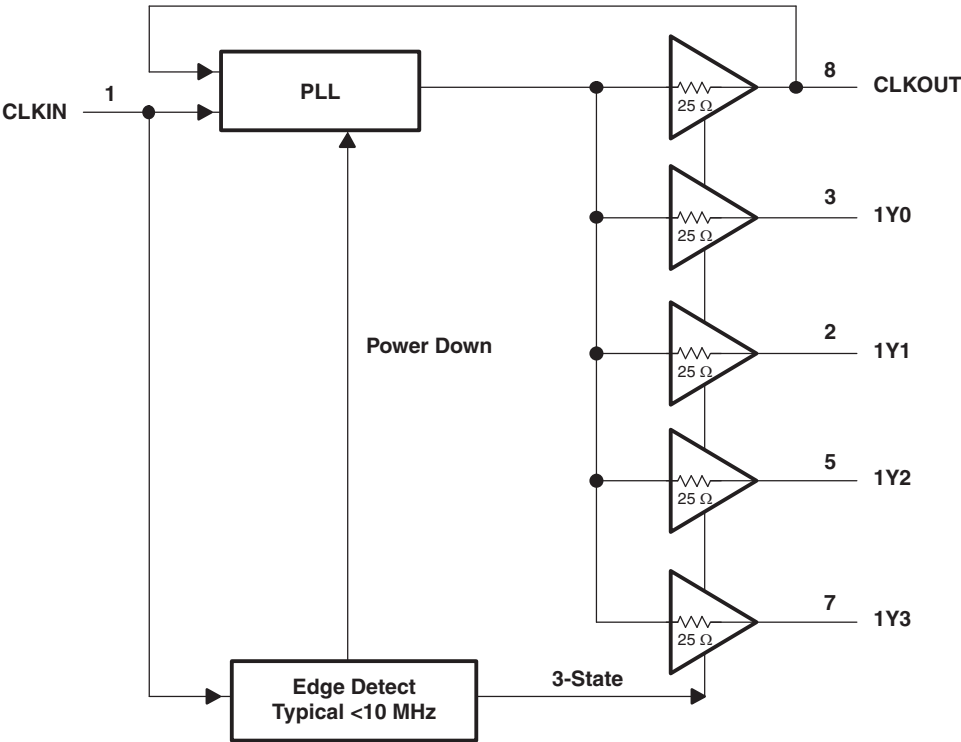 8
CLKOUT
PLL
1
CLKIN
25 Ω
3
1Y0
25 Ω
2
1Y1
Power Down
25 Ω
5
1Y2
25 Ω
7
1Y3
25 Ω
3-State
Edge Detect
Typical <10 MHz